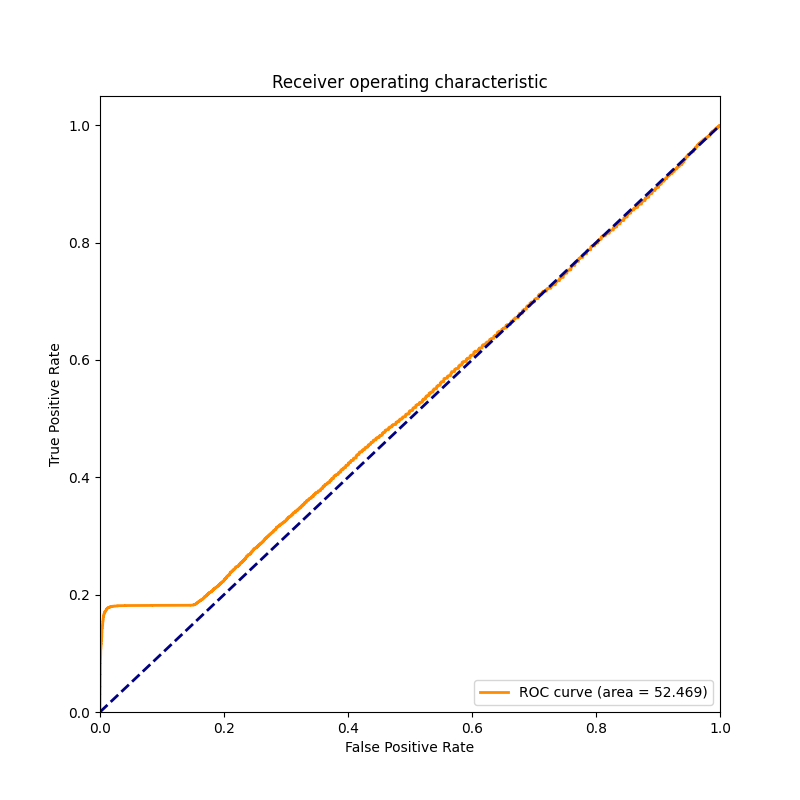 Receiver operating characteristic
True Positive Rate
1.0
0.8
0.6
0.4
0.2
0.0
ROC curve (area = 52.469)
0.0 0.2 0.4 0.6 0.8 1.0
False Positive Rate